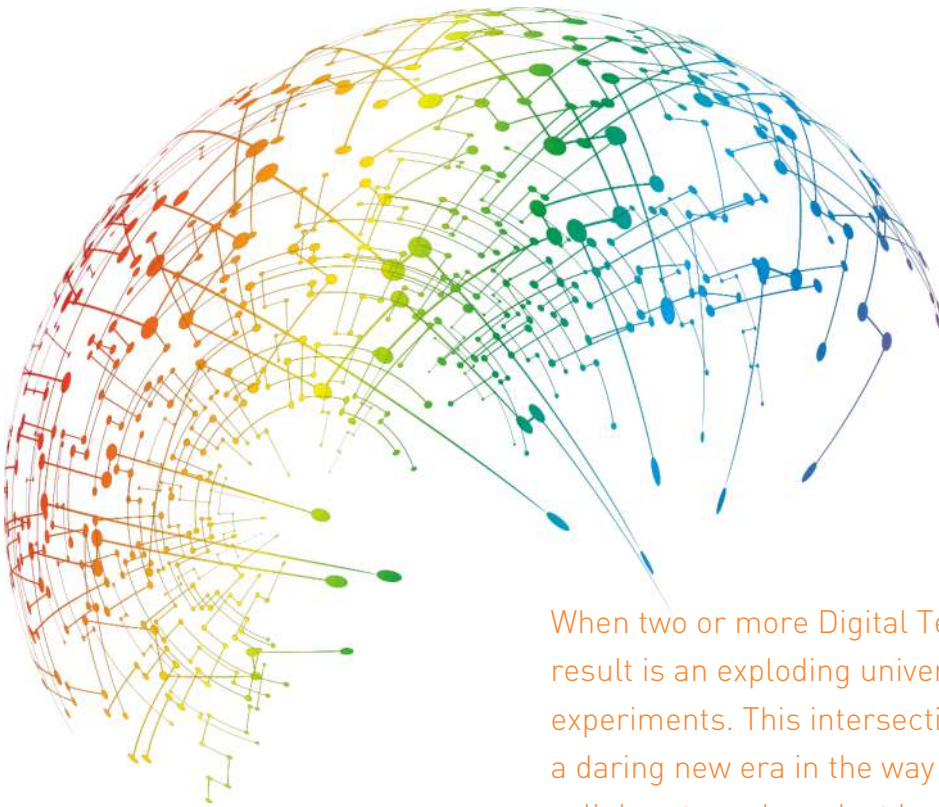 When two or more Digital Te
result is an exploding univer
experiments. This intersecti
a daring new era in the way